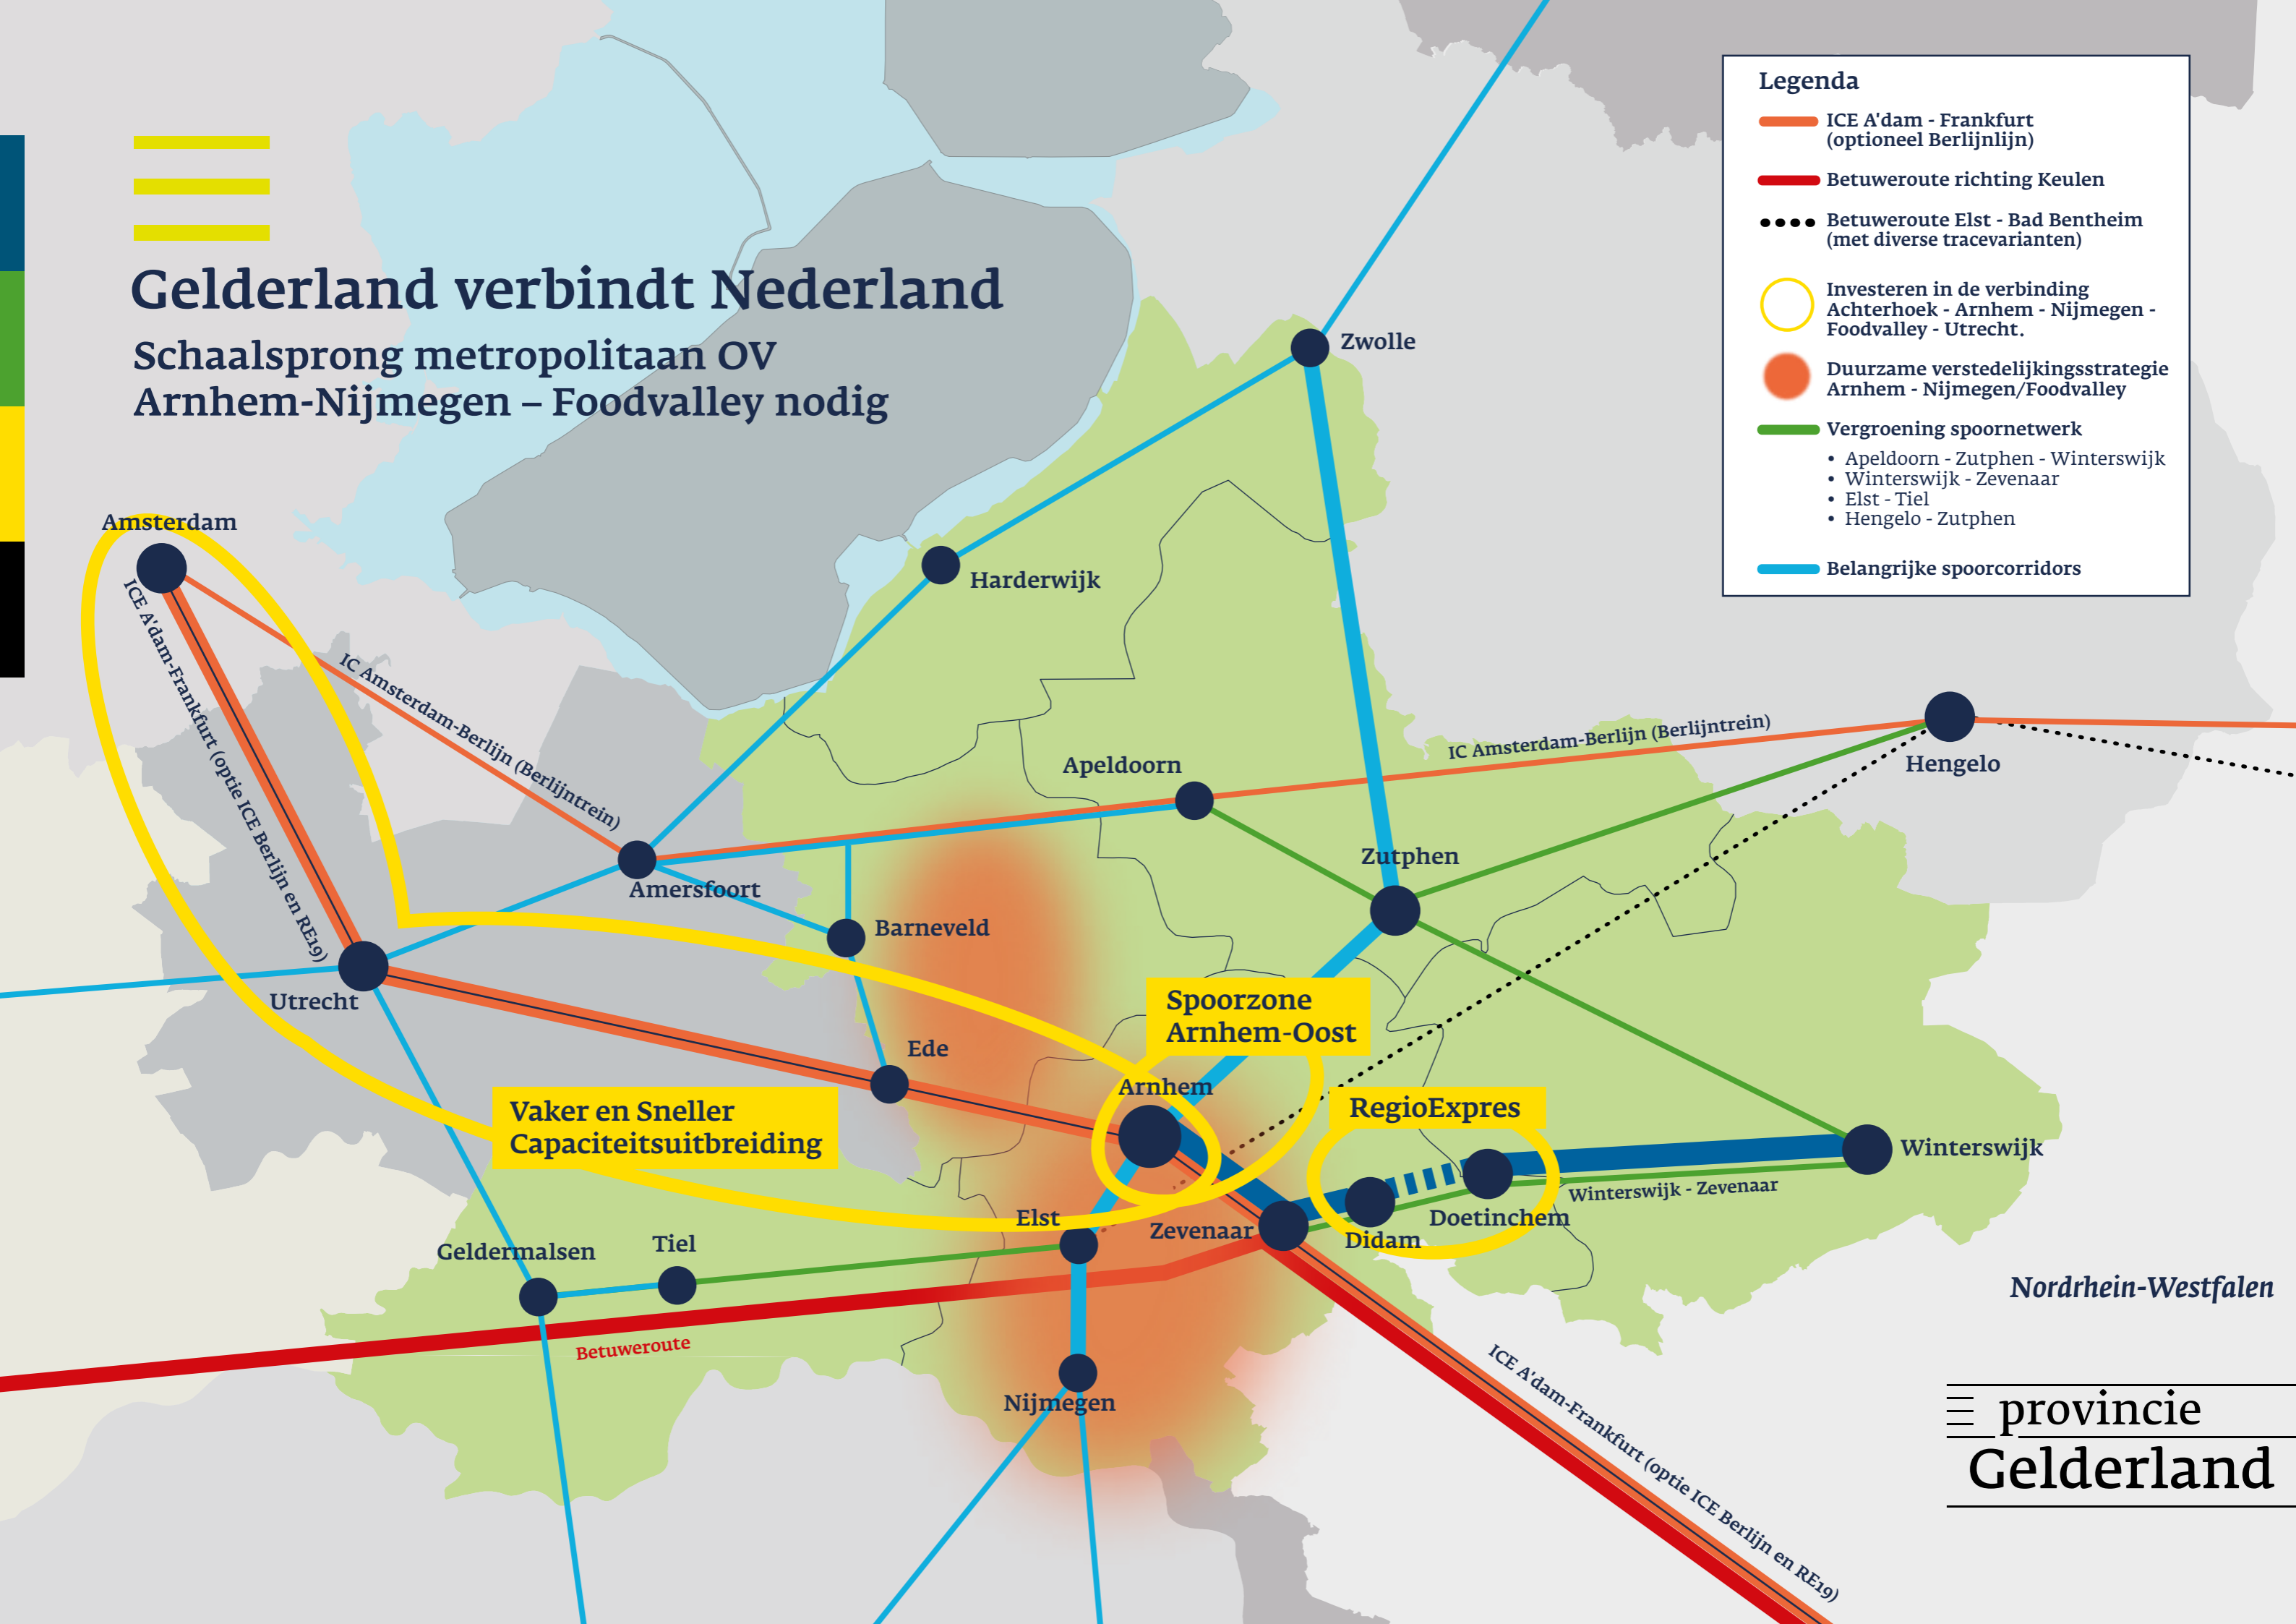 Gelderland verbindt Nederland
Schaalsprong metropolitaan OV
Arnhem-Nijmegen – Foodvalley nodig
Legenda
ICE A'dam - Frankfurt
(optioneel Berlijnlijn)
Betuweroute richting Keulen
Betuweroute Elst - Bad Bentheim
(met diverse tracevarianten)
Investeren in de verbinding
Achterhoek - Arnhem - Nijmegen -
Foodvalley - Utrecht.
Duurzame verstedelijkingsstrategie
Arnhem - Nijmegen/Foodvalley
Vergroening spoornetwerk
• Apeldoorn - Zutphen - Winterswijk
• Winterswijk - Zevenaar
• Elst - Tiel
• Hengelo - Zutphen
Belangrijke spoorcorridors
Zwolle
Amsterdam
Harderwijk
ICE A'dam-Frankfurt (optie ICE Berlijn en RE19)
IC Amsterdam-Berlijn (Berlijntrein)
IC Amsterdam-Berlijn (Berlijntrein)
Apeldoorn
Hengelo
Zutphen
Amersfoort
Barneveld
Utrecht
Spoorzone
Arnhem-Oost
Ede
Arnhem
Vaker en Sneller
Capaciteitsuitbreiding
RegioExpres
Winterswijk
Winterswijk - Zevenaar
Elst
Zevenaar
Doetinchem
Didam
Geldermalsen
Tiel
Nordrhein-Westfalen
Betuweroute
Nijmegen
ICE A'dam-Frankfurt (optie ICE Berlijn en RE19)
provincie
Gelderland